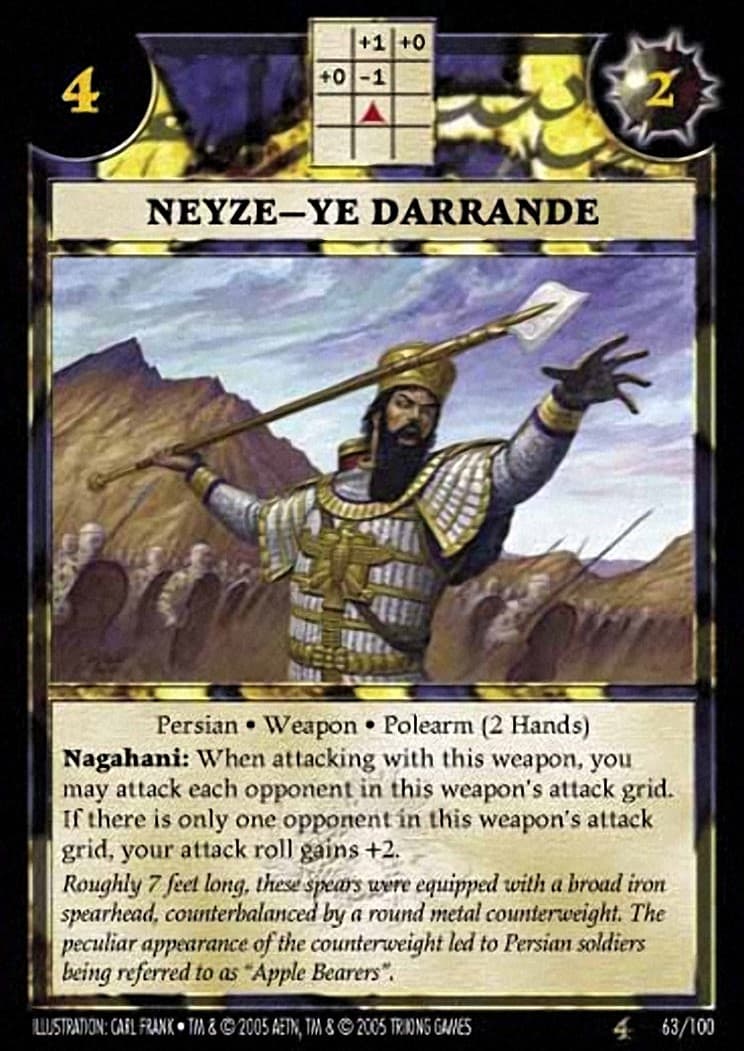 4
+1 +0
+0 -1
2
NEYZE–YE DARRANDE
Persian • Weapon • Polearm (2 Hands)
Nagahani: When attacking with this weapon, you
may attack each opponent in this weapon's attack grid.
If there is only one opponent in this weapon's attack
grid, your attack roll gains +2.
Roughly 7 feet long, these spears were equipped with a broad iron
spearhead, counterbalanced by a round metal counterweight. The
peculiar appearance of the counterweight led to Persian soldiers
being referred to as "Apple Bearers".
ILLUSTRATION: CARL FRANK • TM & © 2005 AETN, TM & © 2005 TRIKING GAMES
4 63/100